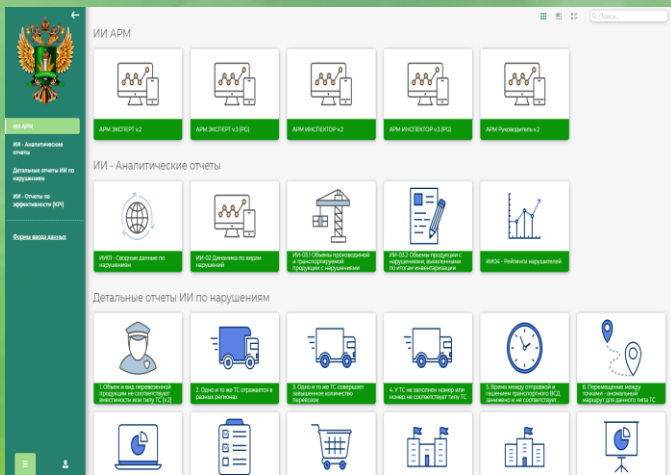 Поиск...
ИИ АРМ
АРМ ЭКСПЕРТ v.2
АРМ ЭКСПЕРТ v.3 (PG)
АРМ ИНСПЕКТОР v.2
АРМ ИНСПЕКТОР v.3 (PG)
АРМ Руководитель v.2
ИИ АРМ
ИИ - Аналитические
отчеты
Детальные отчеты ИИ по
нарушениям
ИИ - Отчеты по
эффективности (KPI)
Формы ввода данных
ИИ - Аналитические отчеты
ИИ01 - Сводные данные по
нарушениям
ИИ-02 Динамика по видам
нарушений
ИИ-03.1 Объемы производимой
и транспортируемой
продукции с нарушениями
ИИ-03.2 Объемы продукции с
нарушениями, выявленными
по итогам инвентаризации
ИИ04 - Рейтинги нарушителей
Детальные отчеты ИИ по нарушениям
1. Объем и вид перевезенной
продукции не соответствуют
вместимости или типу ТС (v.2)
2. Одно и то же ТС отражается в
разных регионах
3. Одно и то же ТС совершает
завышенное количество
перевозок
4. У ТС не заполнен номер или
номер не соответствует типу ТС
5. Время между отправкой и
гашением транспортного ВСД
занижено и не соответствует
6. Перемещение между
точками - аномальный
маршрут для данного типа ТС